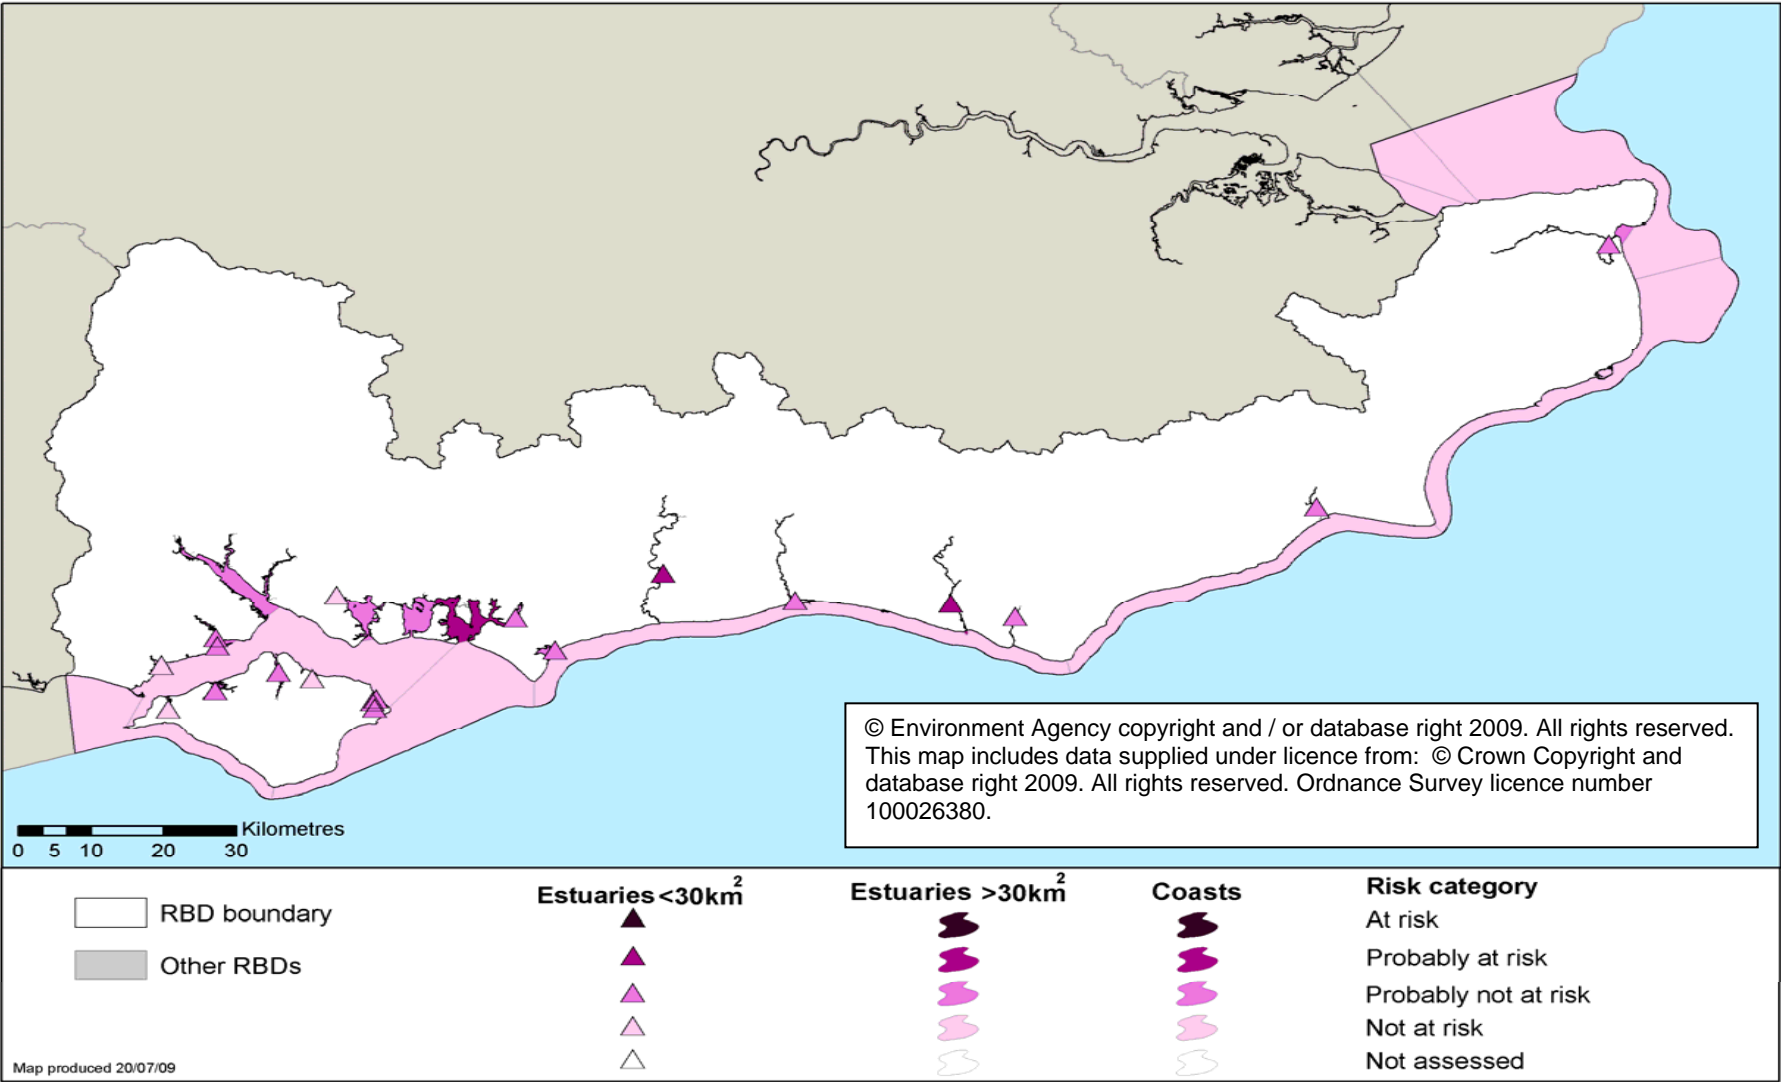 © Environment Agency copyright and / or database right 2009. All rights reserved.
This map includes data supplied under licence from: © Crown Copyright and
database right 2009. All rights reserved. Ordnance Survey licence number
100026380.
Kilometres
0 5 10 20 30
Estuaries <30km² Estuaries >30km² Coasts Risk category
RBD boundary At risk
Other RBDs Probably at risk
Probably not at risk
Not at risk
Not assessed
Map produced 20/07/09